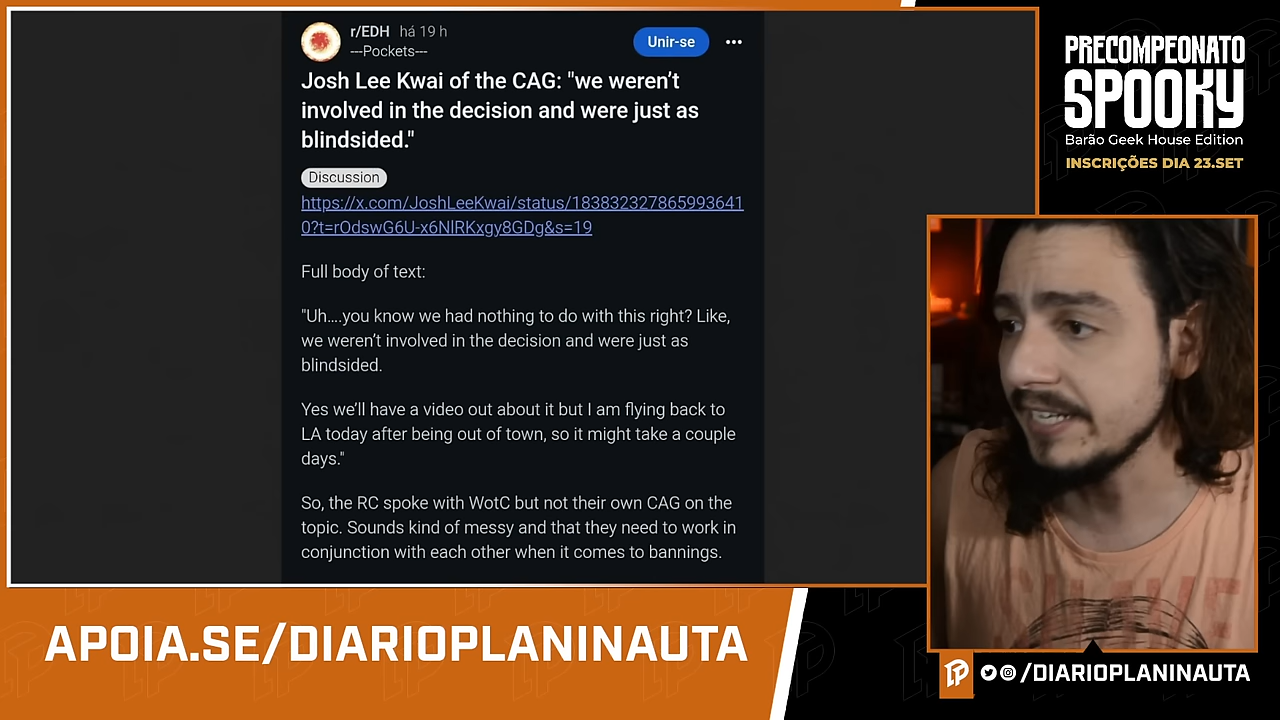 r/EDH há 19 h
---Pockets---
Unir-se
Josh Lee Kwai of the CAG: "we weren't
involved in the decision and were just as
blindsided."
Discussion
https://x.com/JoshLeeKwai/status/183832327865993641
0?t=rOdswG6U-x6NlRKxgy8GDg&s=19
Full body of text:
"Uh....you know we had nothing to do with this right? Like,
we weren't involved in the decision and were just as
blindsided.
Yes we'll have a video out about it but I am flying back to
LA today after being out of town, so it might take a couple
days."
So, the RC spoke with WotC but not their own CAG on the
topic. Sounds kind of messy and that they need to work in
conjunction with each other when it comes to bannings.
PRECOMPEONATO
SPOOKY
Barão Geek House Edition
INSCRIÇÕES DIA 23.SET
APOIA.SE/DIARIOPLANINAUTA
/DIARIOPLANINAUTA